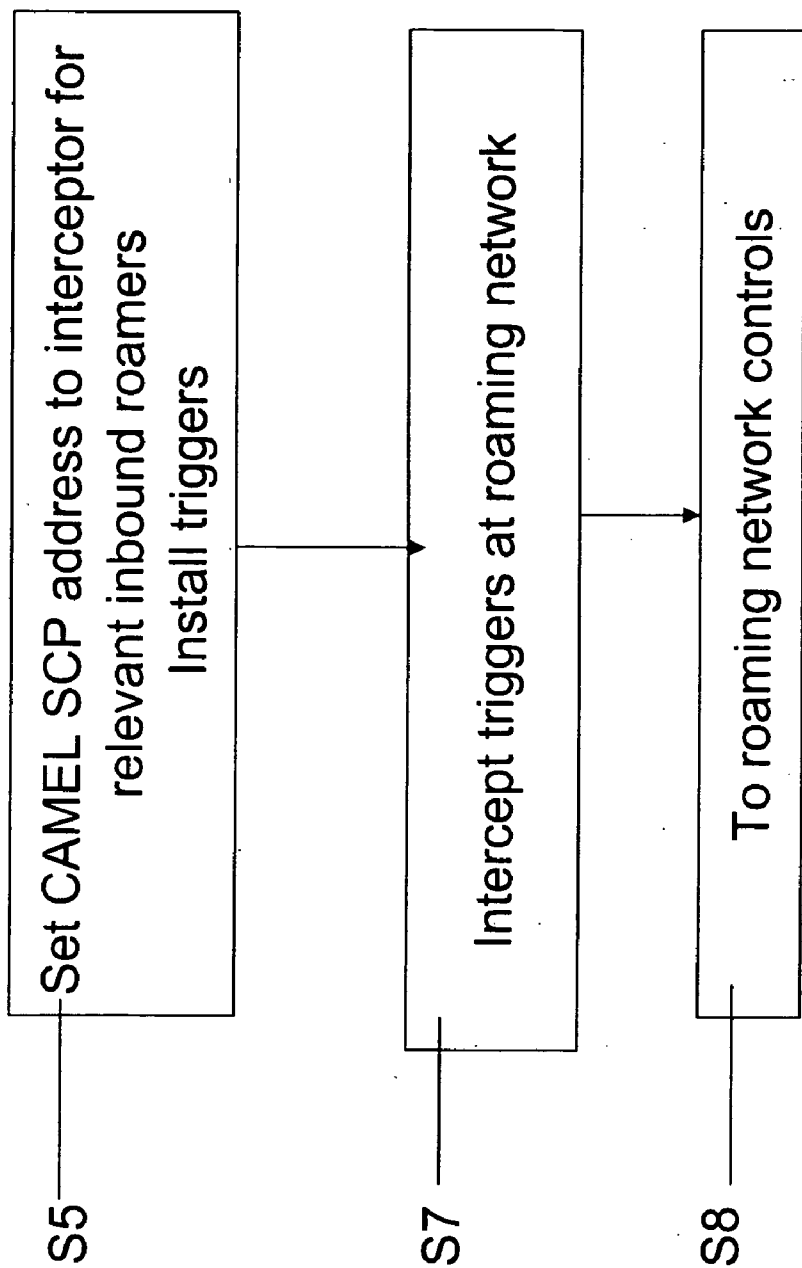 S5
Set CAMEL SCP address to interceptor for
relevant inbound roamers
Install triggers
S7
Intercept triggers at roaming network
S8
To roaming network controls